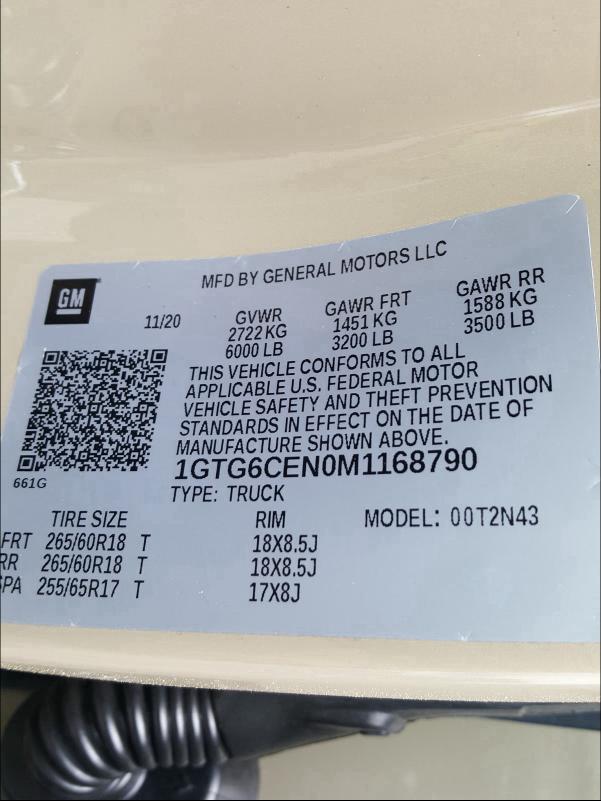 GM
MFD BY GENERAL MOTORS LLC
11/20
GVWR
2722 KG
6000 LB
GAWR FRT
1451 KG
3200 LB
GAWR RR
1588 KG
3500 LB
THIS VEHICLE CONFORMS TO ALL
APPLICABLE U.S. FEDERAL MOTOR
VEHICLE SAFETY AND THEFT PREVENTION
STANDARDS IN EFFECT ON THE DATE OF
MANUFACTURE SHOWN ABOVE.
661G
1GTG6CEN0M1168790
TYPE: TRUCK
TIRE SIZE RIM MODEL: 00T2N43
FRT 265/60R18 T 18X8.5J
RR 265/60R18 T 18X8.5J
SPA 255/65R17 T 17X8J